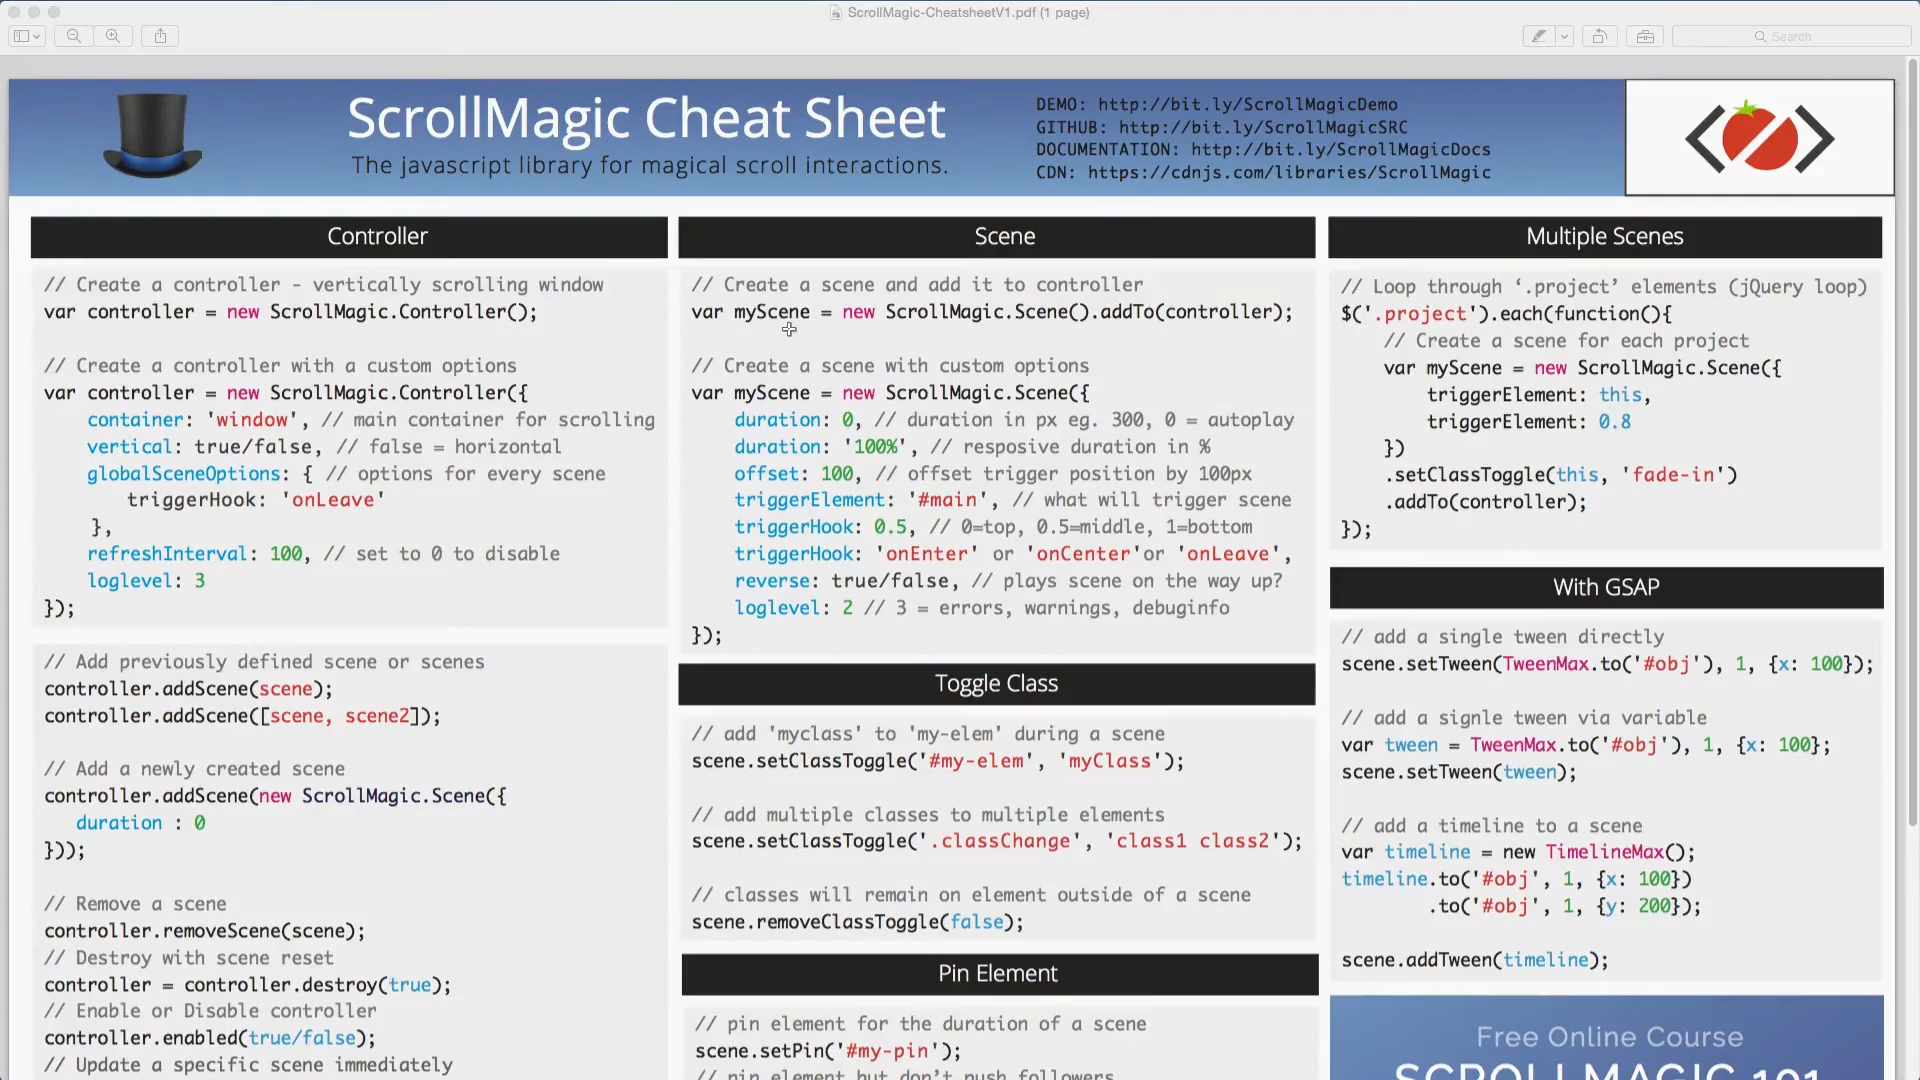 ScrollMagic-CheatsheetV1.pdf (1 page)
Search
ScrollMagic Cheat Sheet
The javascript library for magical scroll interactions.
DEMO: http://bit.ly/ScrollMagicDemo
GITHUB: http://bit.ly/ScrollMagicSRC
DOCUMENTATION: http://bit.ly/ScrollMagicDocs
CDN: https://cdnjs.com/libraries/ScrollMagic
Controller
// Create a controller - vertically scrolling window
var controller = new ScrollMagic.Controller();
// Create a controller with a custom options
var controller = new ScrollMagic.Controller({
container: 'window', // main container for scrolling
vertical: true/false, // false = horizontal
globalSceneOptions: { // options for every scene
triggerHook: 'onLeave'
},
refreshInterval: 100, // set to 0 to disable
loglevel: 3
});
// Add previously defined scene or scenes
controller.addScene(scene);
controller.addScene([scene, scene2]);
// Add a newly created scene
controller.addScene(new ScrollMagic.Scene({
duration : 0
}));
// Remove a scene
controller.removeScene(scene);
// Destroy with scene reset
controller = controller.destroy(true);
// Enable or Disable controller
controller.enabled(true/false);
// Update a specific scene immediately
Scene
// Create a scene and add it to controller
var myScene = new ScrollMagic.Scene().addTo(controller);
// Create a scene with custom options
var myScene = new ScrollMagic.Scene({
duration: 0, // duration in px eg. 300, 0 = autoplay
duration: '100%', // resposive duration in %
offset: 100, // offset trigger position by 100px
triggerElement: '#main', // what will trigger scene
triggerHook: 0.5, // 0=top, 0.5=middle, 1=bottom
triggerHook: 'onEnter' or 'onCenter'or 'onLeave',
reverse: true/false, // plays scene on the way up?
loglevel: 2 // 3 = errors, warnings, debuginfo
});
Toggle Class
// add 'myclass' to 'my-elem' during a scene
scene.setClassToggle('#my-elem', 'myClass');
// add multiple classes to multiple elements
scene.setClassToggle('.classChange', 'class1 class2');
// classes will remain on element outside of a scene
scene.removeClassToggle(false);
Pin Element
// pin element for the duration of a scene
scene.setPin('#my-pin');
// pin element but don't push followers
Multiple Scenes
// Loop through ‘.project’ elements (jQuery loop)
$('.project').each(function(){
// Create a scene for each project
var myScene = new ScrollMagic.Scene({
triggerElement: this,
triggerElement: 0.8
})
.setClassToggle(this, 'fade-in')
.addTo(controller);
});
With GSAP
// add a single tween directly
scene.setTween(TweenMax.to('#obj'), 1, {x: 100});
// add a signle tween via variable
var tween = TweenMax.to('#obj'), 1, {x: 100};
scene.setTween(tween);
// add a timeline to a scene
var timeline = new TimelineMax();
timeline.to('#obj', 1, {x: 100})
.to('#obj', 1, {y: 200});
scene.addTween(timeline);
Free Online Course
SCROLLMAGIC 101